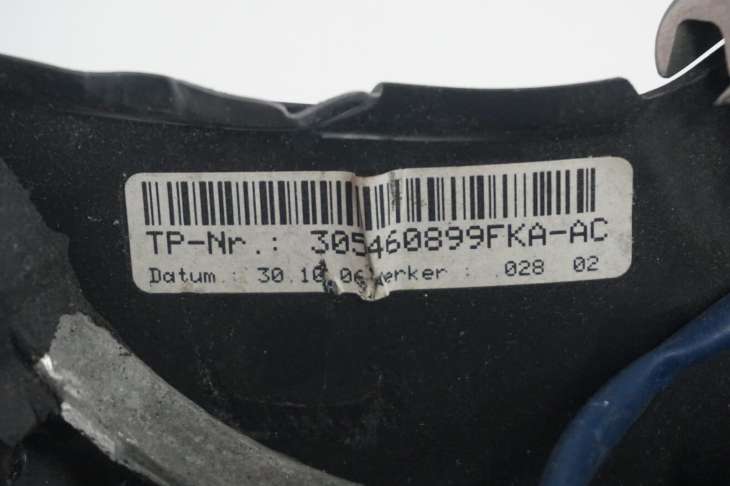 TP-Nr.: 305460899FKA-AC
Datum.: 30.10.06 erker : .028 02